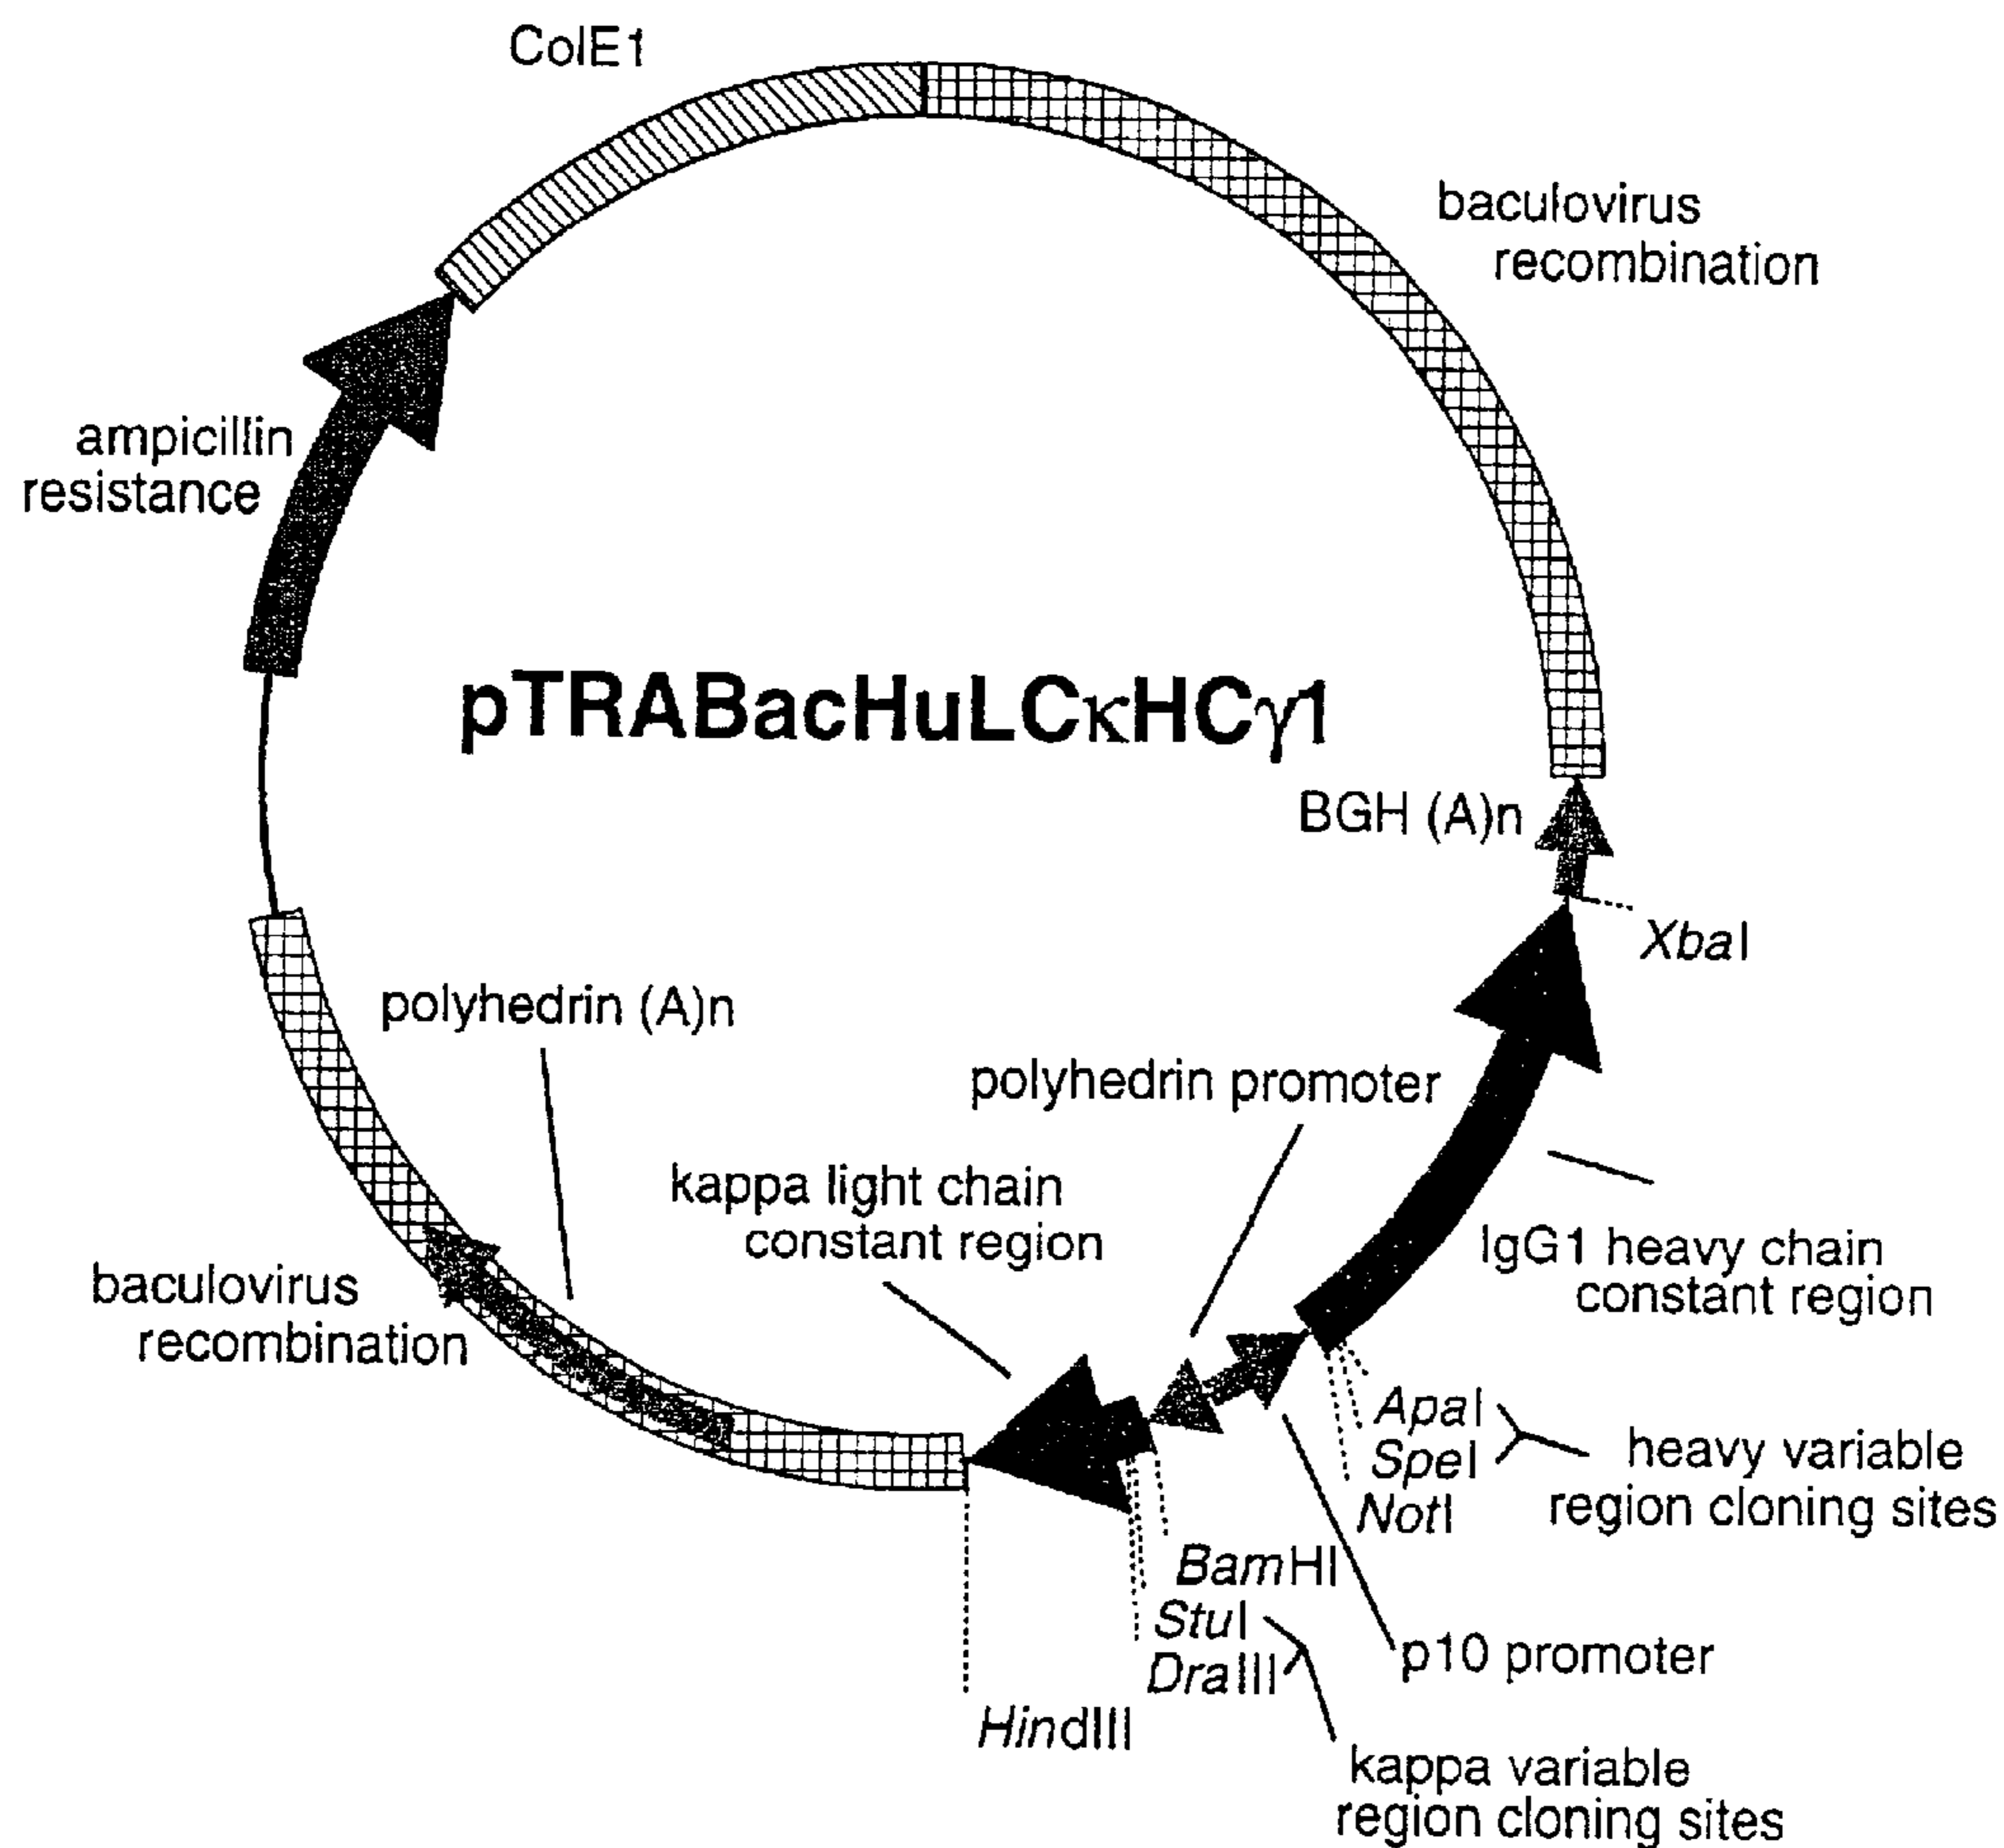 ColE1
baculovirus
recombination
ampicillin
resistance
pTRABacHuLCκHCγ1
BGH (A)n
XbaI
polyhedrin (A)n
polyhedrin promoter
kappa light chain
constant region
IgG1 heavy chain
constant region
baculovirus
recombination
ApaI
SpeI
NotI
heavy variable
region cloning sites
BamHI
StuI
DraIII
p10 promoter
HindIII
kappa variable
region cloning sites